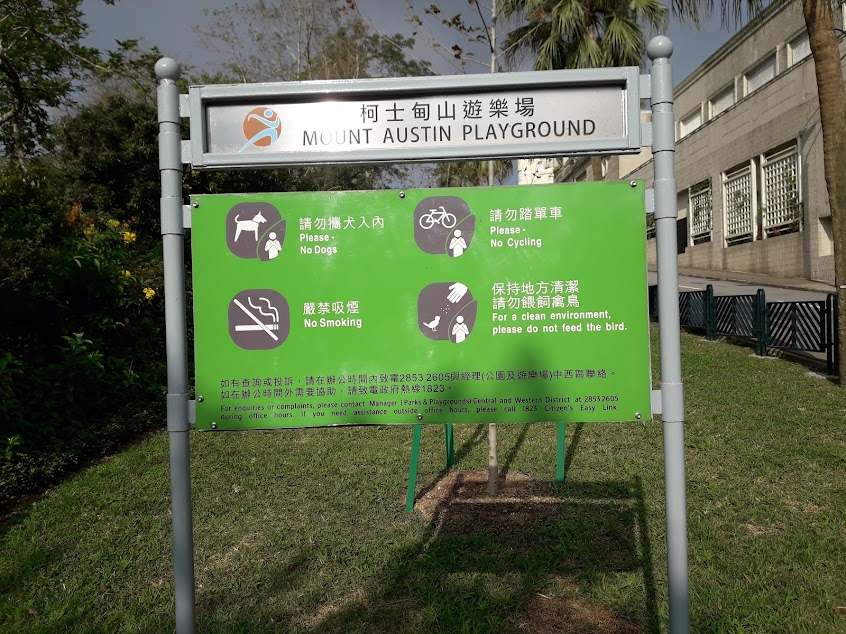 柯士甸山遊樂場
MOUNT AUSTIN PLAYGROUND
請勿攜犬入內
Please -
No Dogs
請勿踏單車
Please -
No Cycling
嚴禁吸煙
No Smoking
保持地方清潔
請勿餵飼禽鳥
For a clean environment,
please do not feed the bird.
如有查詢或投訴，請在辦公時間內致電2853 2605與經理(公園及遊樂場)中西區聯絡。
如在辦公時間外需要協助，請致電政府熱線1823。
For enquiries or complaints, please contact Manager (Parks & Playgrounds) Central and Western District at 2853 2605
during office hours. If you need assistance outside office hours, please call 1823 Citizen's Easy Link.